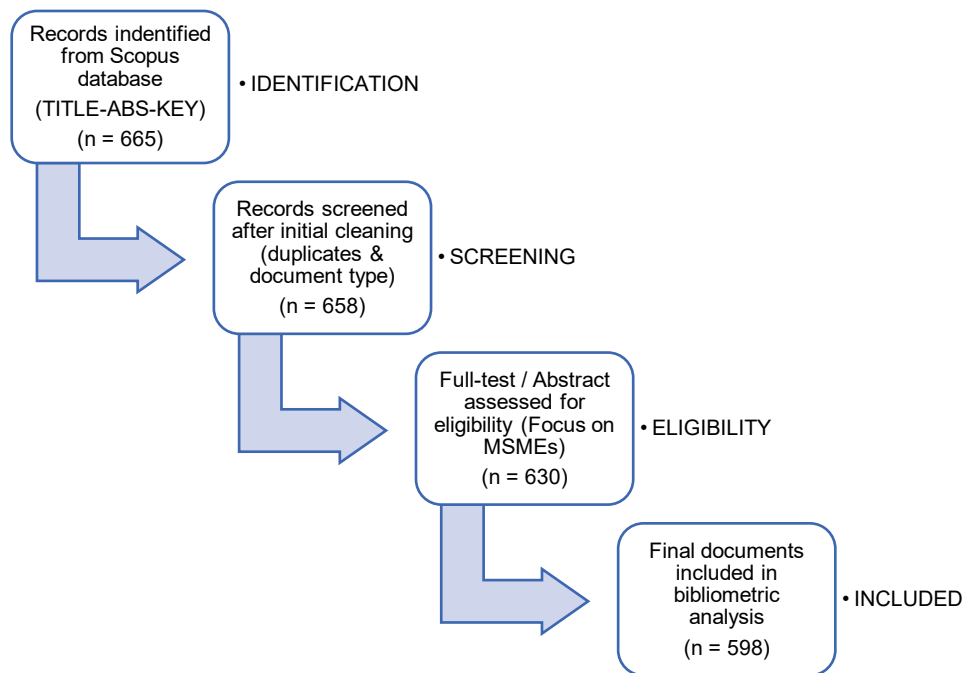 Records indentified
from Scopus
database
(TITLE-ABS-KEY)
(n = 665)
• IDENTIFICATION
Records screened
after initial cleaning
(duplicates &
document type)
(n = 658)
• SCREENING
Full-test / Abstract
assessed for
eligibility (Focus on
MSMEs)
(n = 630)
• ELIGIBILITY
Final documents
included in
bibliometric
analysis
(n = 598)
• INCLUDED